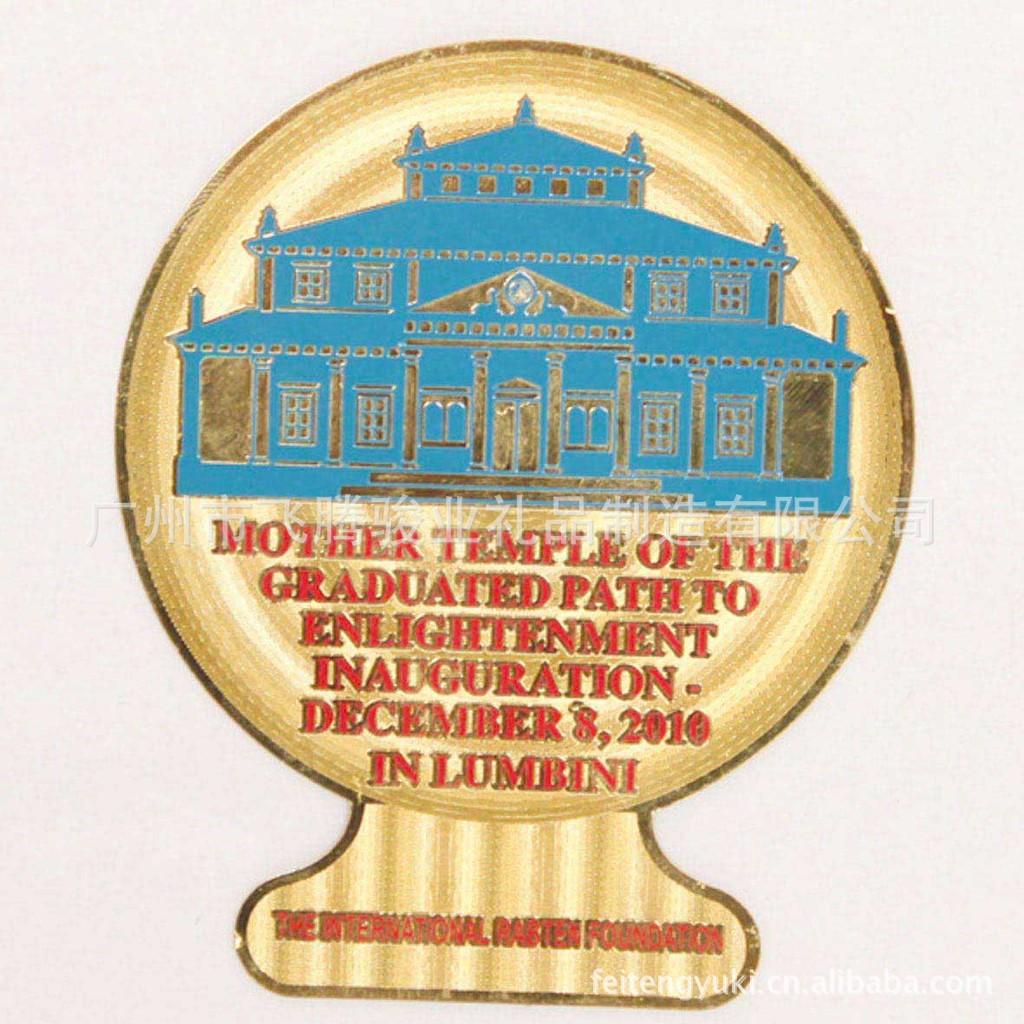 广州市飞腾骏业礼品制造有限公司
MOTHER TEMPLE OF THE
GRADUATED PATH TO
ENLIGHTENMENT
INAUGURATION -
DECEMBER 8, 2010
IN LUMBINI
THE INTERNATIONAL RABTEN FOUNDATION
feitengyuki.cn.alibaba.com